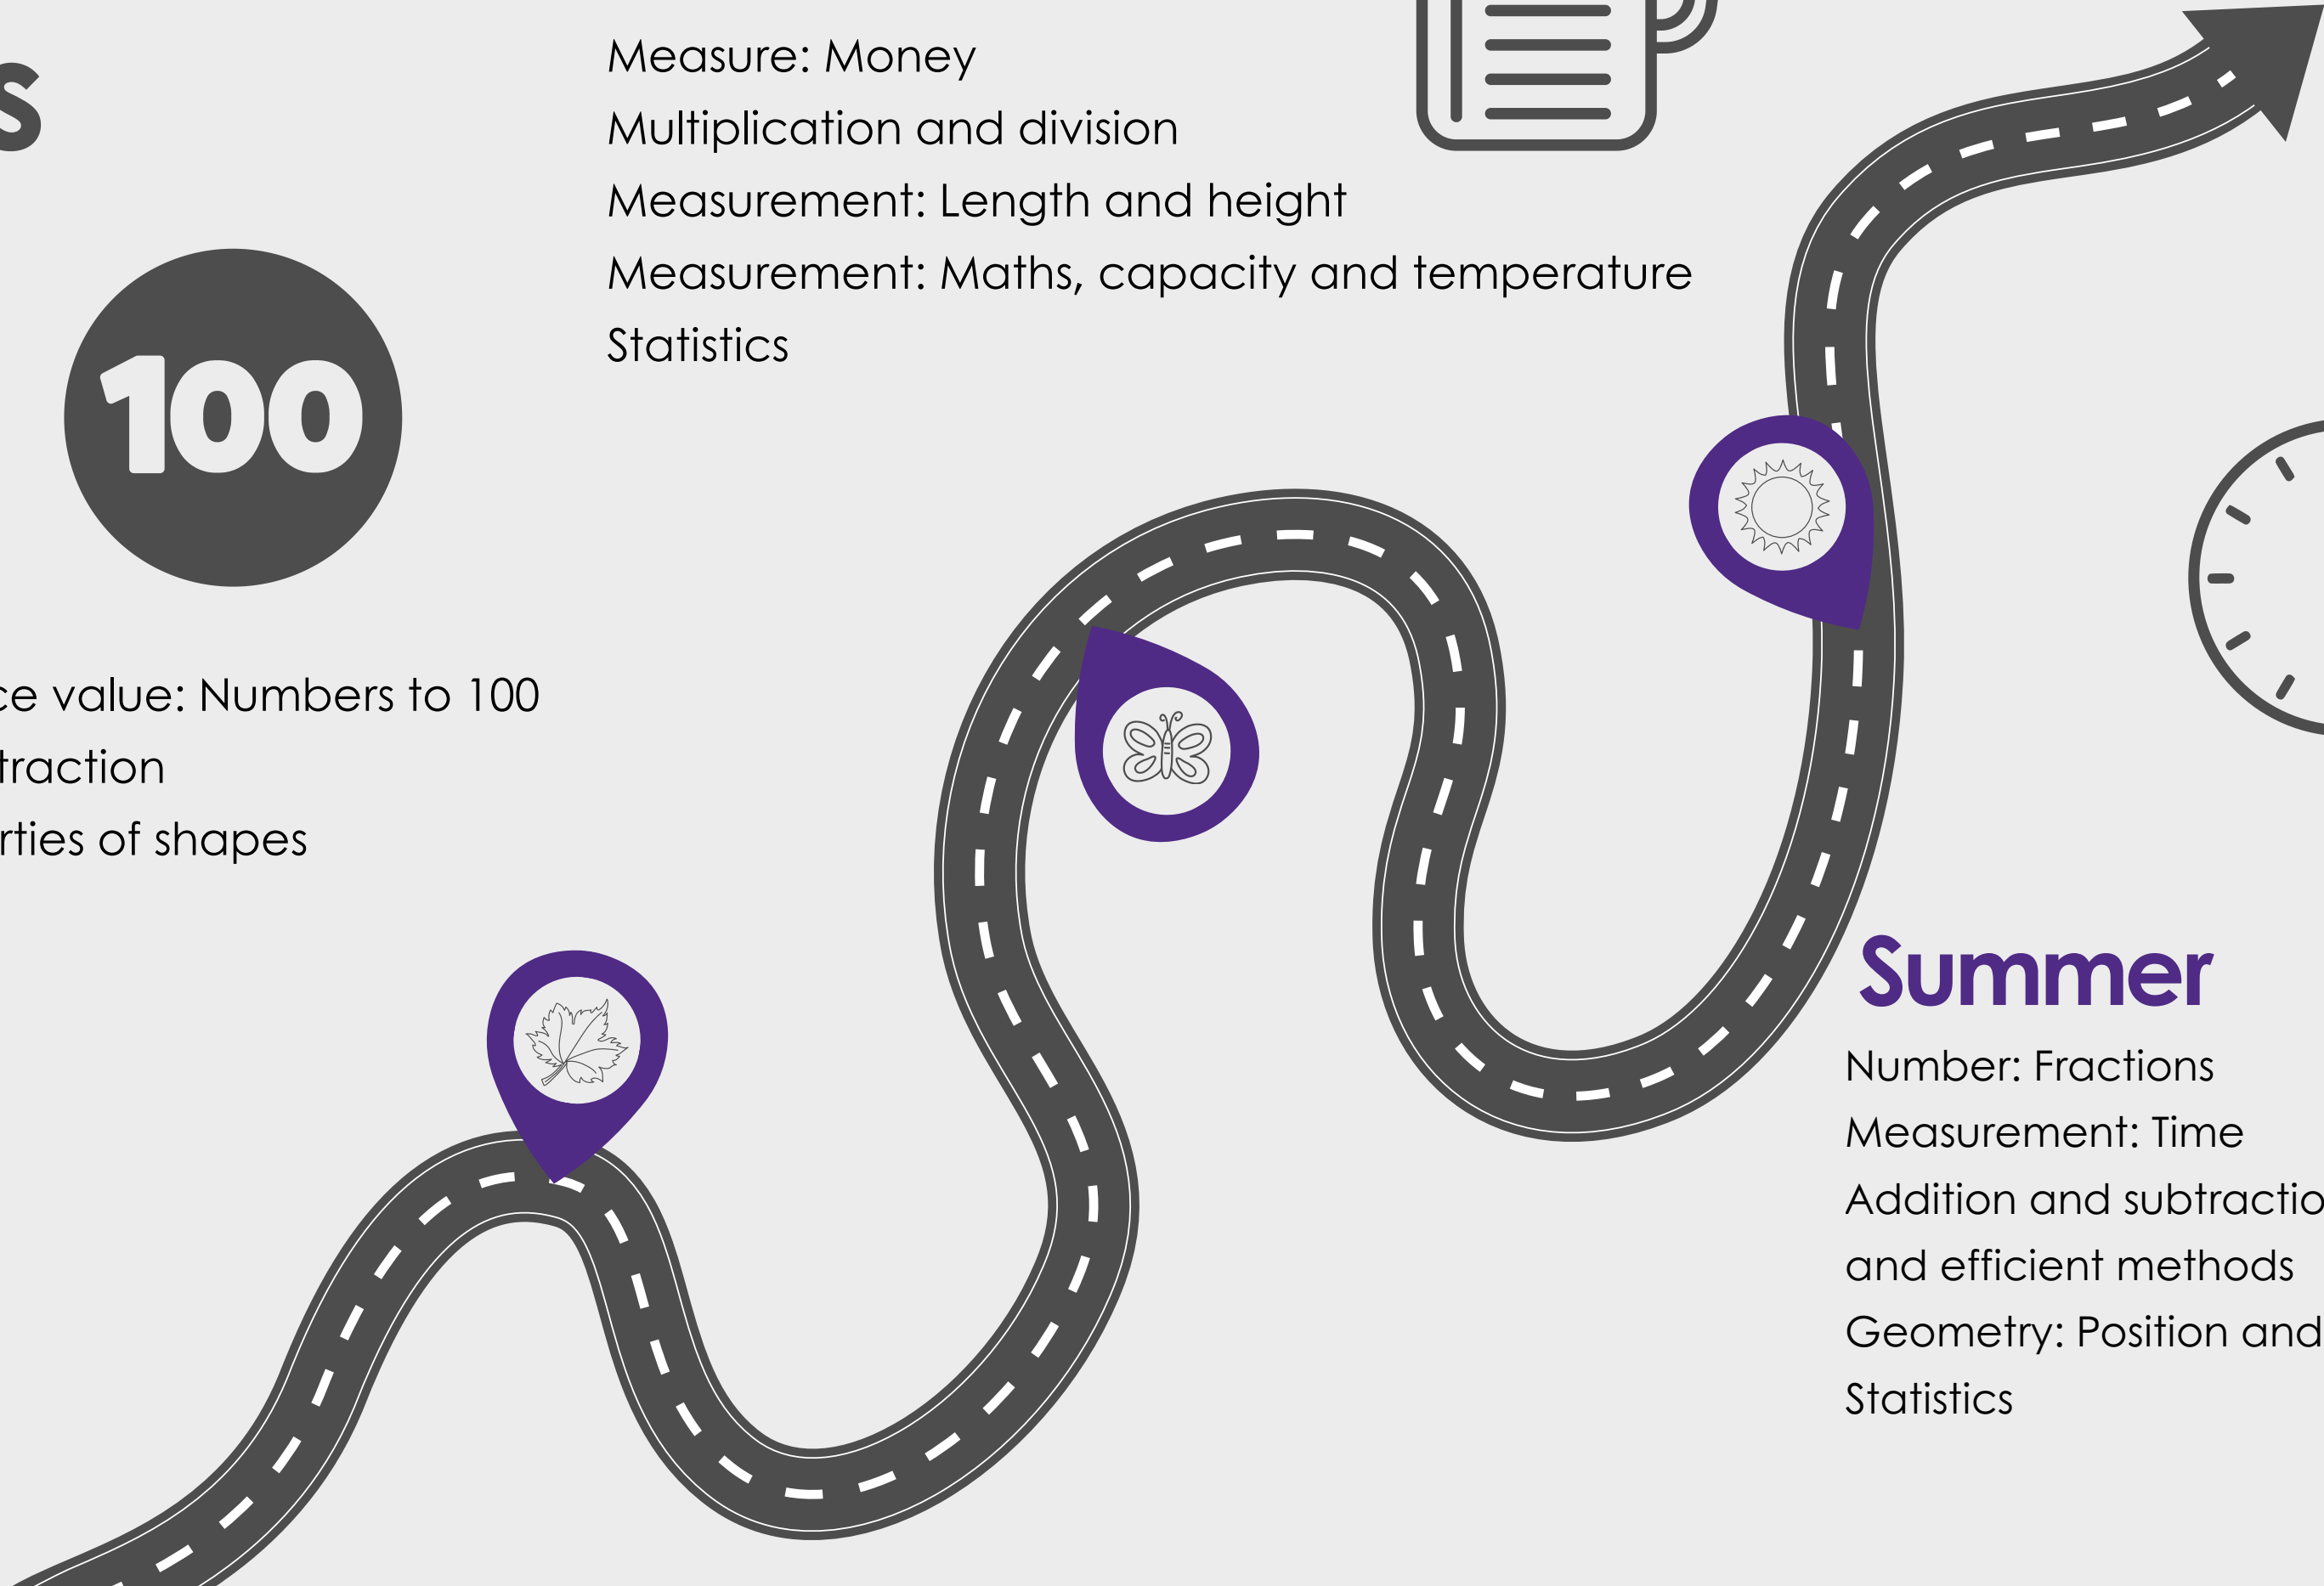 s
Measure: Money
Multiplication and division
Measurement: Length and height
Measurement: Maths, capacity and temperature
Statistics
100
ce value: Numbers to 100
traction
rties of shapes
Summer
Number: Fractions
Measurement: Time
Addition and subtractio
and efficient methods
Geometry: Position and
Statistics